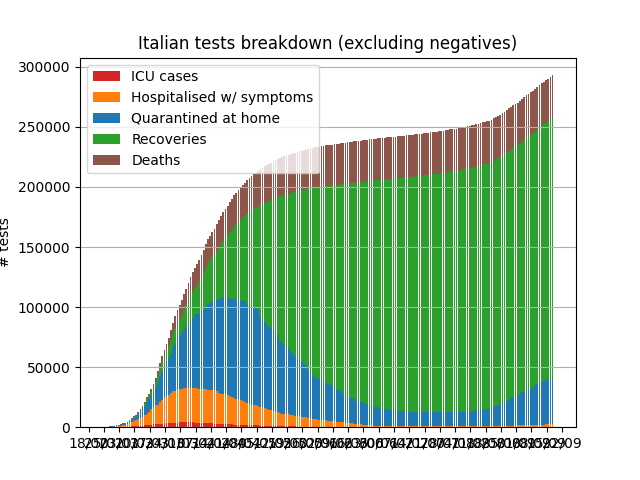 Italian tests breakdown (excluding negatives)
ICU cases
Hospitalised w/ symptoms
Quarantined at home
Recoveries
Deaths
300000
250000
200000
150000
100000
50000
0
# tests